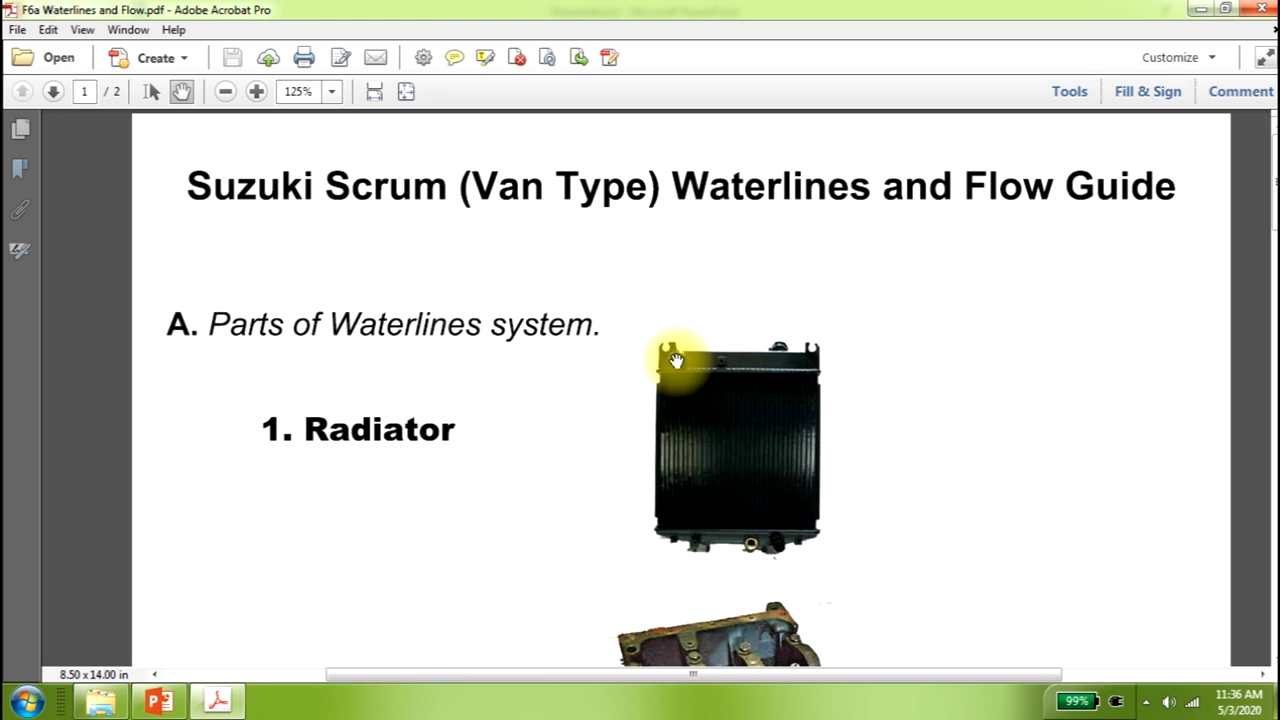 F6a Waterlines and Flow.pdf - Adobe Acrobat Pro
File Edit View Window Help
Open Create Customize
1 / 2 125% Tools Fill & Sign Comment
Suzuki Scrum (Van Type) Waterlines and Flow Guide
A. Parts of Waterlines system.
1. Radiator
8.50 x 14.00 in
99% 11:36 AM
5/3/2020